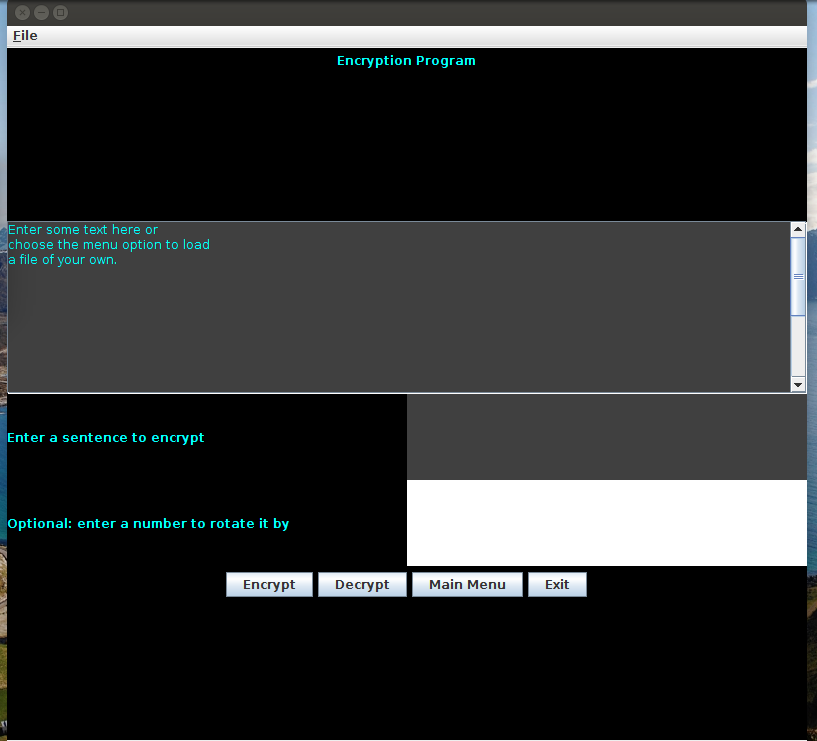 File
Encryption Program
Enter some text here or
choose the menu option to load
a file of your own.
Enter a sentence to encrypt
Optional: enter a number to rotate it by
Encrypt Decrypt Main Menu Exit